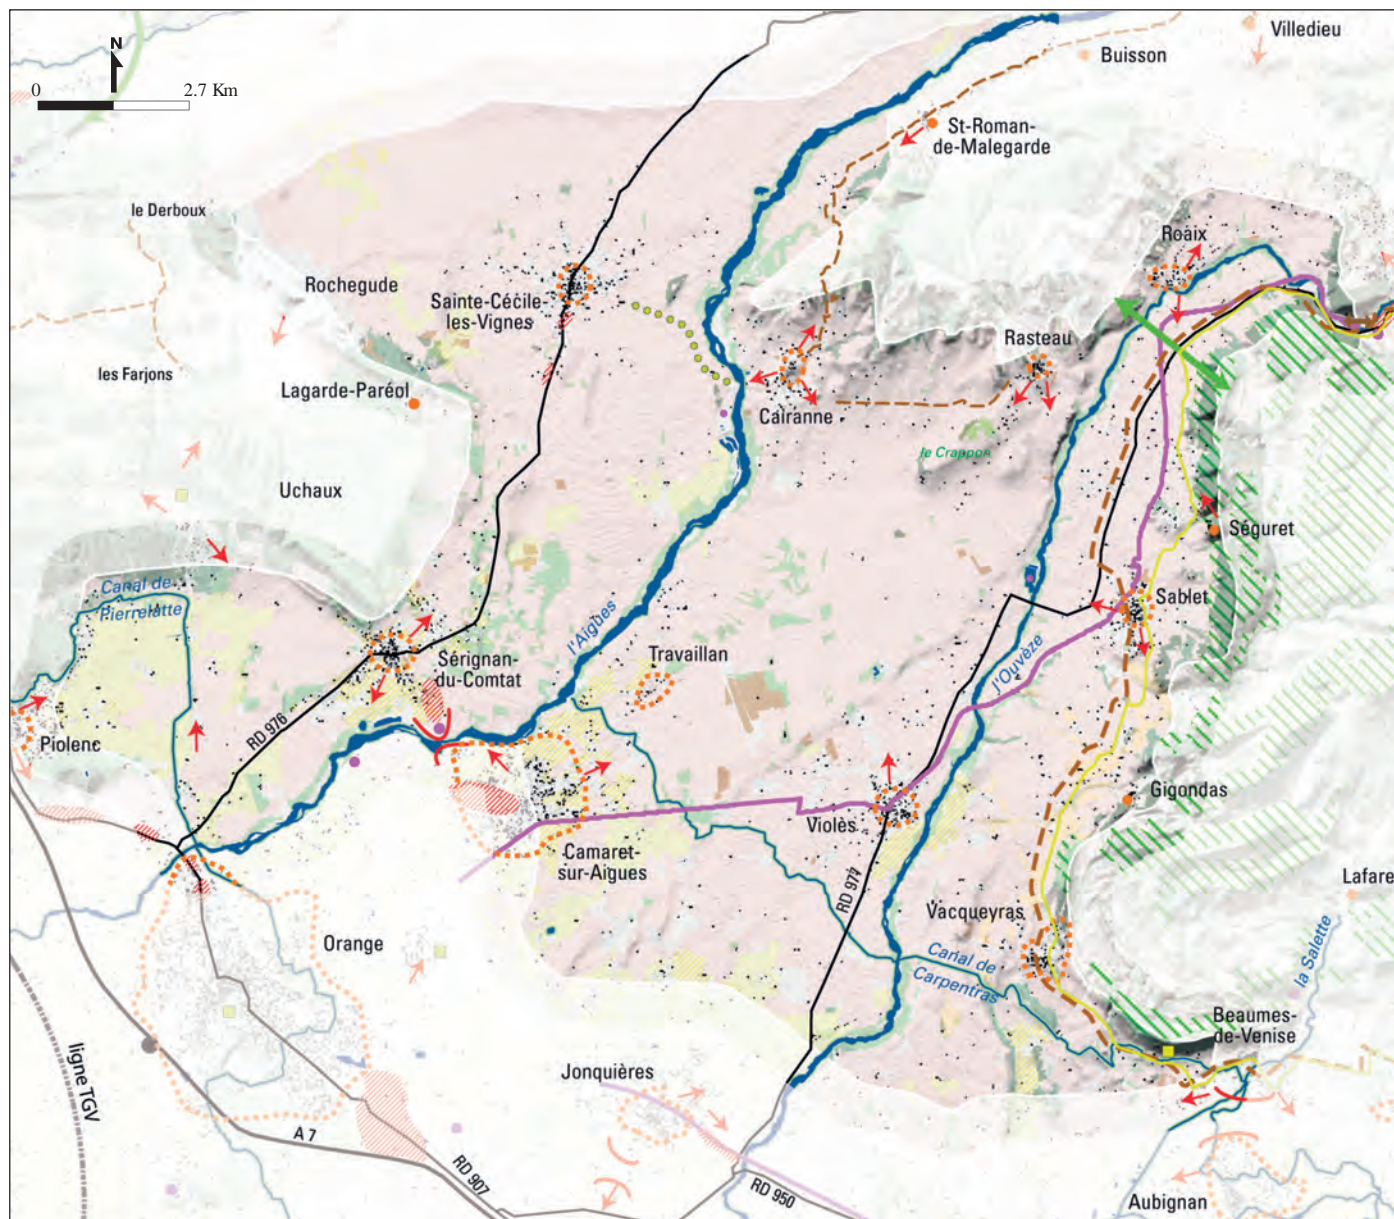 N
0 2.7 Km
Villedieu
Buisson
St-Roman-
de-Malegarde
le Derboux
Roaix
Rochegude
Sainte-Cécile-
les-Vignes
Rasteau
les Farjons
Lagarde-Paréol
Cairanne
le Crappon
Uchaux
Séguret
Canal de
Pierrelatte
Sablet
l'Aigues
Travaillan
Sérignan-
du-Comtat
l'Ouvèze
RD 976
Piolenc
Gigondas
Violès
Camaret-
sur-Aigues
RD 977
Lafare
Vacqueyras
Orange
Canal de
Carpentras
la Salette
Beaumes-
de-Venise
ligne TGV
Jonquières
A 7
RD 907
RD 950
Aubignan